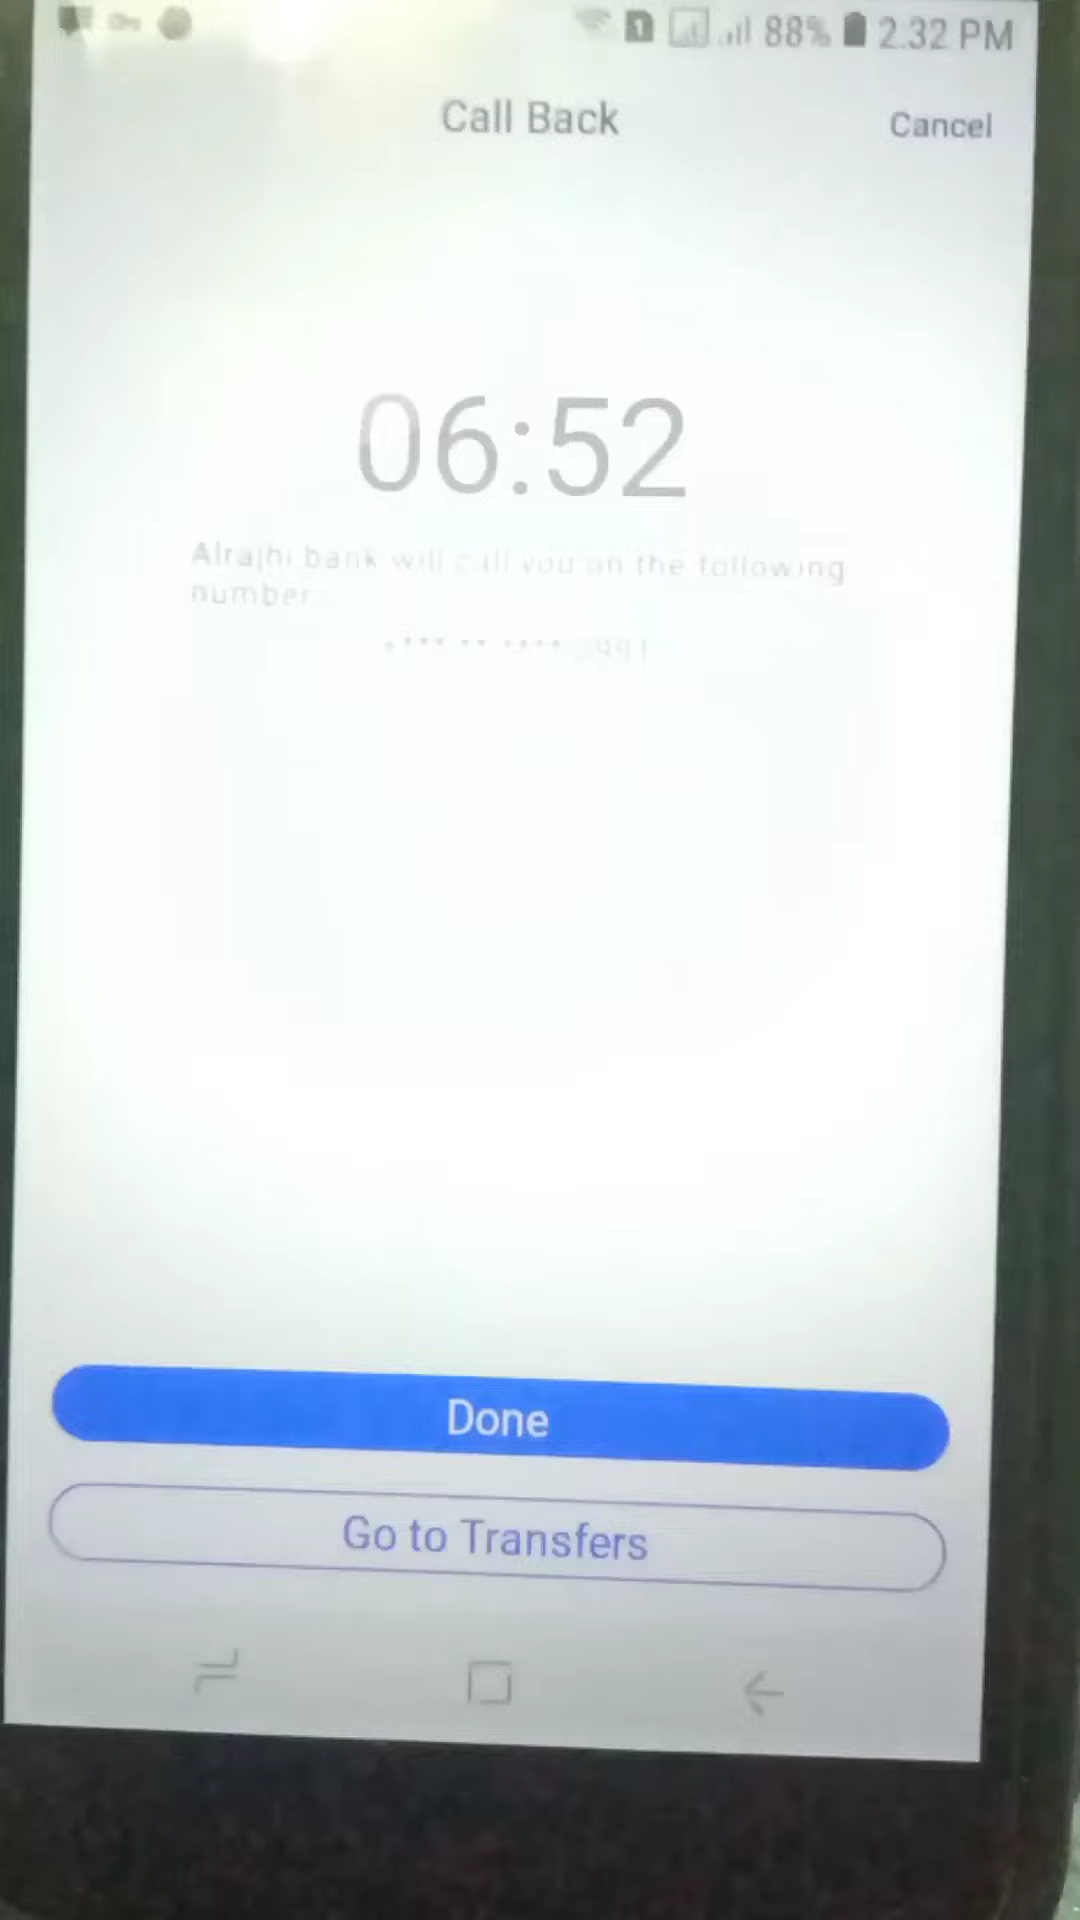 88% 2.32 PM
Call Back
Cancel
06:52
Alrajhi bank will call you on the following
number
Done
Go to Transfers